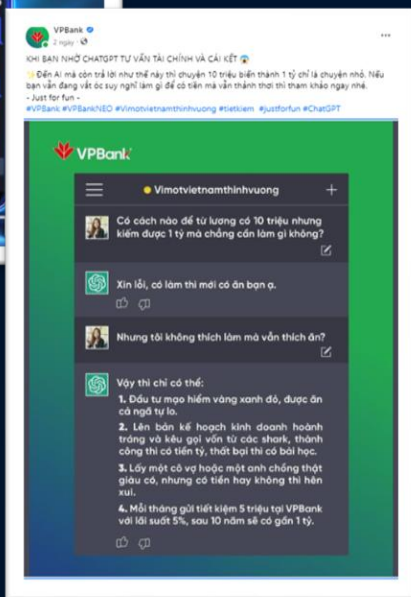 VPBank
2 ngày
KHI BẠN NHỜ CHATGPT TƯ VẤN TÀI CHÍNH VÀ CÁI KẾT 😱
Đến AI mà còn trả lời như thế này thì chuyện 10 triệu biến thành 1 tỷ chỉ là chuyện nhỏ. Nếu
bạn vẫn đang vắt óc suy nghĩ làm gì để có tiền mà vẫn thảnh thơi thì tham khảo ngay nhé.
- Just for fun -
#VPBank #VPBankNEO #Vimotvietnamthinhvuong #tietkiem #justforfun #ChatGPT
VPBank
Vimotvietnamthinhvuong
Có cách nào để từ lương có 10 triệu nhưng
kiếm được 1 tỷ mà chẳng cần làm gì không?
Xin lỗi, có làm thì mới có ăn bạn ạ.
Nhưng tôi không thích làm mà vẫn thích ăn?
Vậy thì chỉ có thể:
1. Đầu tư mạo hiểm vàng xanh đỏ, được ăn
cả ngã tự lo.
2. Lên bản kế hoạch kinh doanh hoành
tráng và kêu gọi vốn từ các shark, thành
công thì có tiền tỷ, thất bại thì có bài học.
3. Lấy một cô vợ hoặc một anh chồng thật
giàu có, nhưng có tiền hay không thì hên
xui.
4. Mỗi tháng gửi tiết kiệm 5 triệu tại VPBank
với lãi suất 5%, sau 10 năm sẽ có gần 1 tỷ.